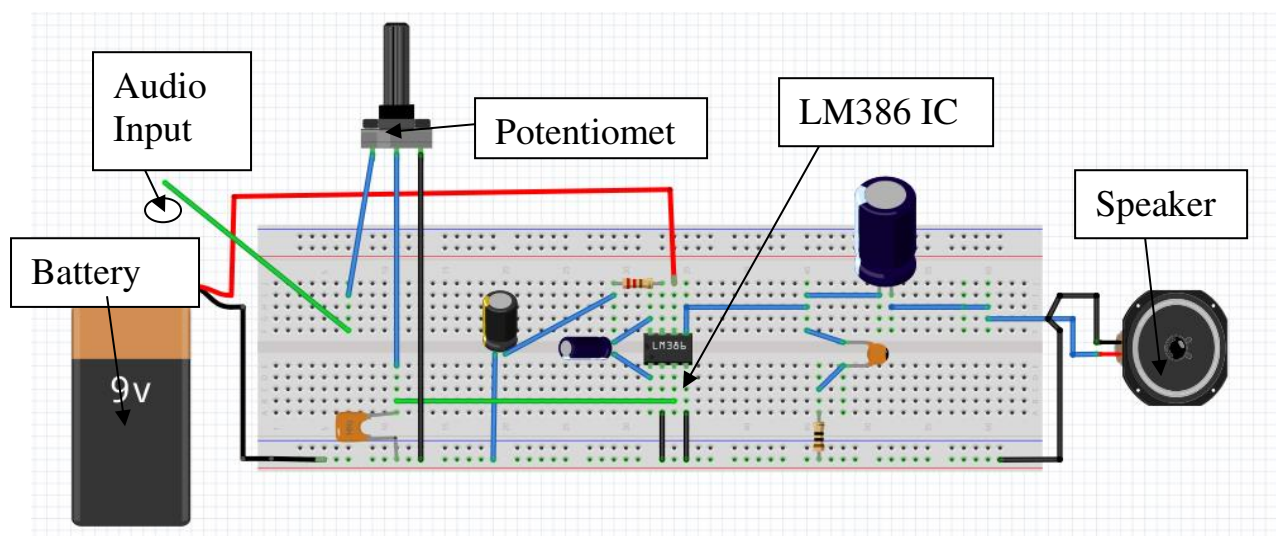 Audio
Input
Potentiomet
LM386 IC
Speaker
Battery
9v
LM386